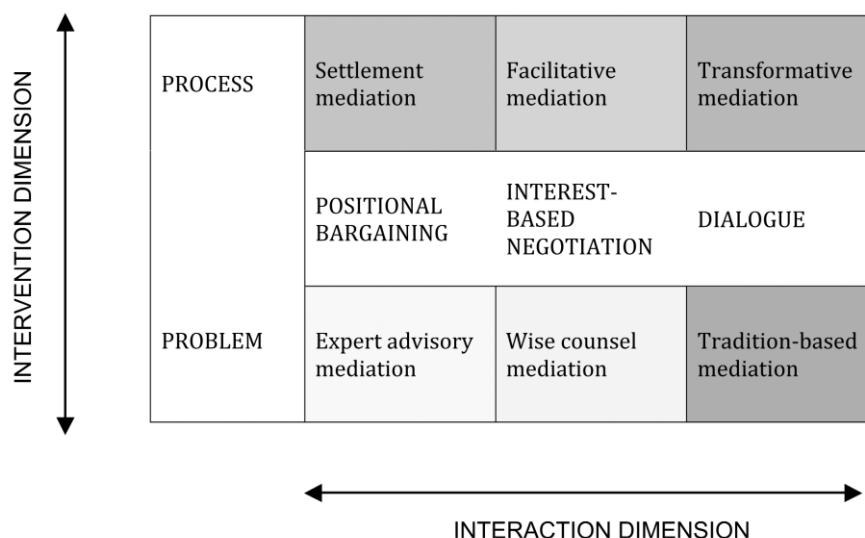 INTERVENTION DIMENSION
PROCESS
Settlement
mediation
Facilitative
mediation
Transformative
mediation
POSITIONAL
BARGAINING
INTEREST-
BASED
NEGOTIATION
DIALOGUE
PROBLEM
Expert advisory
mediation
Wise counsel
mediation
Tradition-based
mediation
INTERACTION DIMENSION